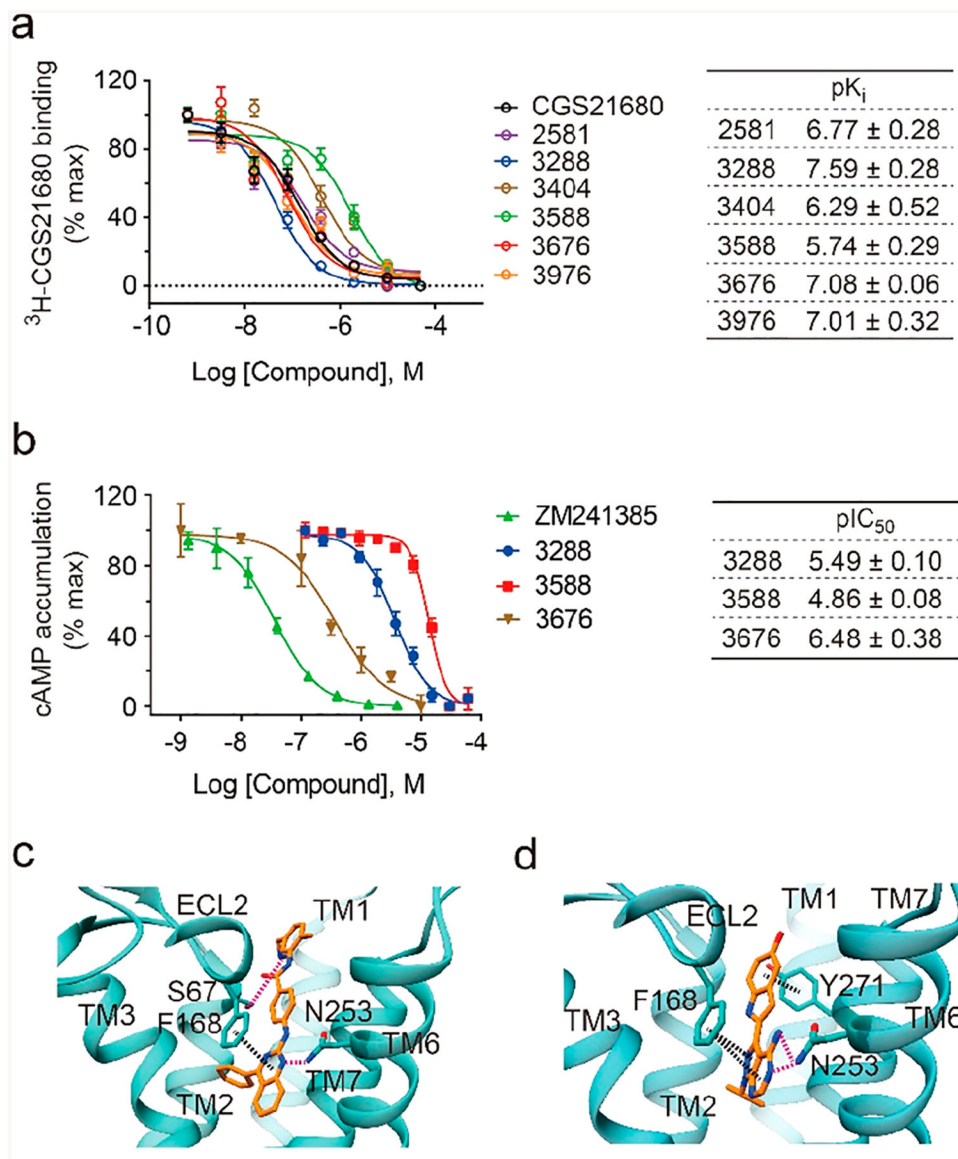 a
³H-CGS21680 binding
(% max)
120
80
40
0
-10
-8
-6
-4
Log [Compound], M
CGS21680
2581
3288
3404
3588
3676
3976
pKi
2581 6.77 ± 0.28
3288 7.59 ± 0.28
3404 6.29 ± 0.52
3588 5.74 ± 0.29
3676 7.08 ± 0.06
3976 7.01 ± 0.32
b
cAMP accumulation
(% max)
120
80
40
0
-9
-8
-7
-6
-5
-4
Log [Compound], M
ZM241385
3288
3588
3676
pIC50
3288 5.49 ± 0.10
3588 4.86 ± 0.08
3676 6.48 ± 0.38
c
ECL2
TM1
S67
F168
N253
TM3
TM6
TM7
TM2
d
TM1
TM7
ECL2
F168
Y271
TM3
TM6
N253
TM2